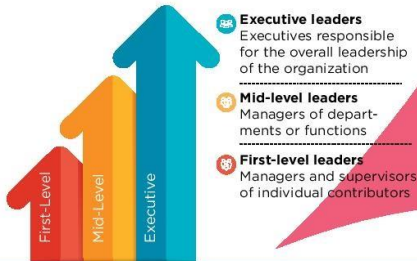 First-Level
Mid-Level
Executive
Executive leaders
Executives responsible
for the overall leadership
of the organization
Mid-level leaders
Managers of depart-
ments or functions
First-level leaders
Managers and supervisors
of individual contributors